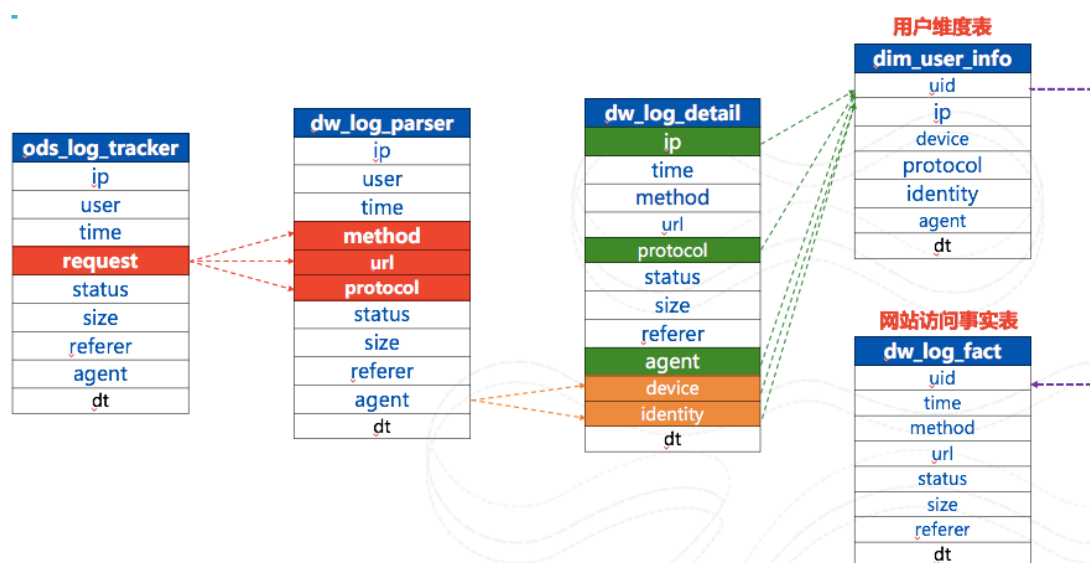 ods_log_tracker
ip
user
time
request
status
size
referer
agent
dt
dw_log_parser
ip
user
time
method
url
protocol
status
size
referer
agent
dt
dw_log_detail
ip
time
method
url
protocol
status
size
referer
agent
device
identity
dt
用户维度表
dim_user_info
uid
ip
device
protocol
identity
agent
dt
网站访问事实表
dw_log_fact
uid
time
method
url
status
size
referer
dt